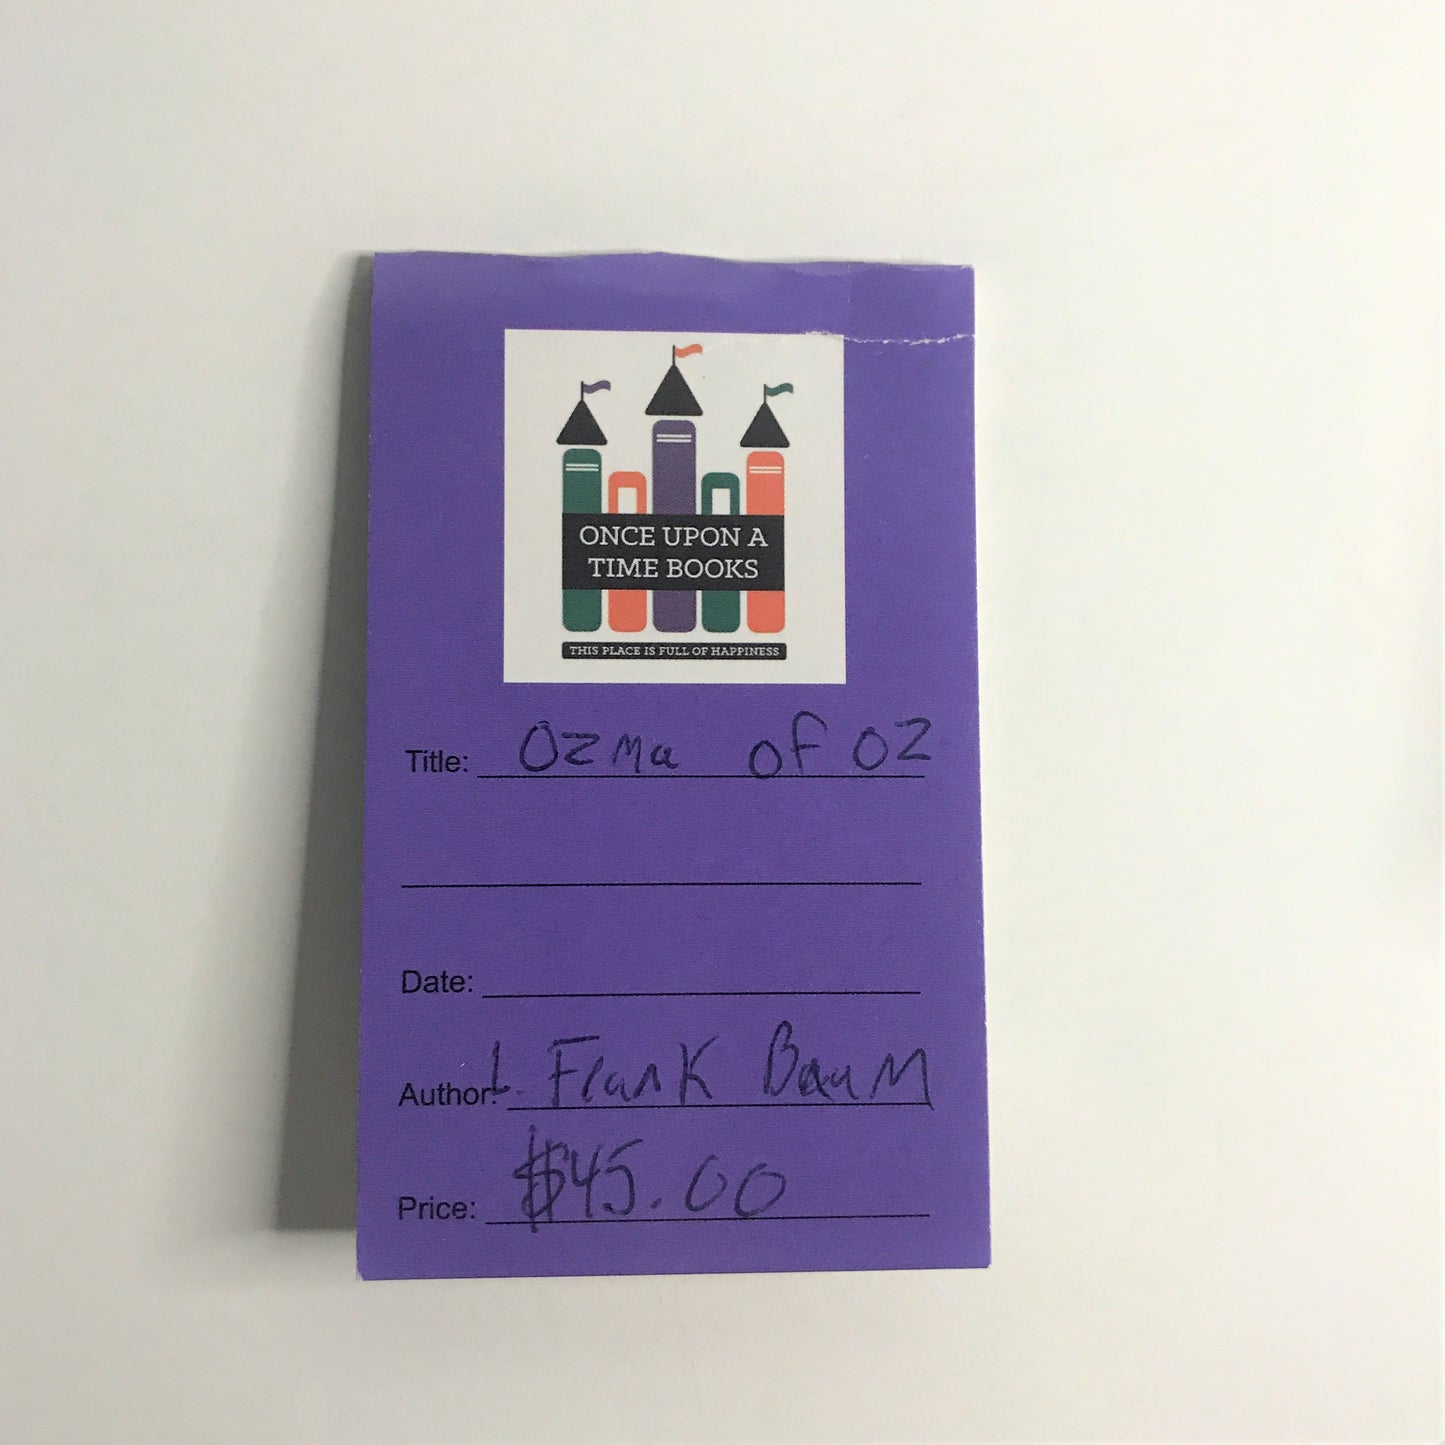 ONCE UPON A
TIME BOOKS
THIS PLACE IS FULL OF HAPPINESS
Title: Ozma of OZ
Date:
Author: L. Frank Baum
Price: $45.00